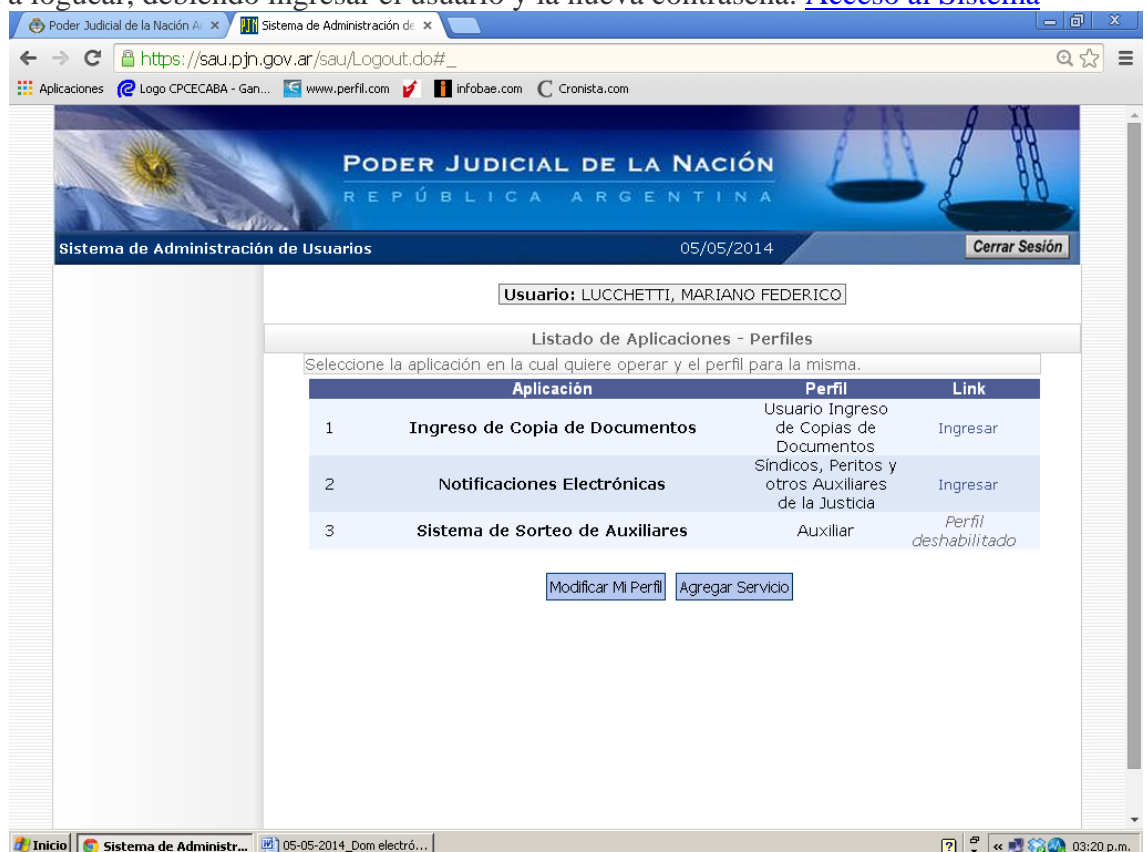 a loguear, debiendo ingresar el usuario y la nueva contraseña. Acceso al Sistema
Poder Judicial de la Nación A
Sistema de Administración de
https://sau.pjn.gov.ar/sau/Logout.do#_
Aplicaciones Logo CPCECABA - Gan... www.perfil.com infobae.com Cronista.com
PODER JUDICIAL DE LA NACIÓN
REPÚBLICA ARGENTINA
Sistema de Administración de Usuarios 05/05/2014 Cerrar Sesión
Usuario: LUCCHETTI, MARIANO FEDERICO
Listado de Aplicaciones - Perfiles
Seleccione la aplicación en la cual quiere operar y el perfil para la misma.
Aplicación Perfil Link
1 Ingreso de Copia de Documentos Usuario Ingreso de Copias de Documentos Ingresar
2 Notificaciones Electrónicas Síndicos, Peritos y otros Auxiliares de la Justicia Ingresar
3 Sistema de Sorteo de Auxiliares Auxiliar Perfil deshabilitado
Modificar Mi Perfil Agregar Servicio
Inicio Sistema de Administr... 05-05-2014_Dom electró... 03:20 p.m.